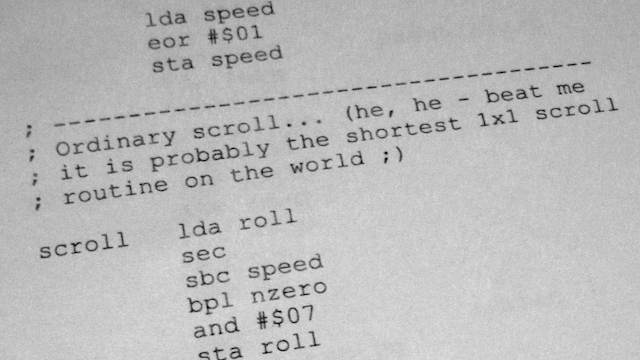 lda speed
eor #$01
sta speed
; ----------------------------------
; Ordinary scroll... (he, he - beat me
; it is probably the shortest 1x1 scroll
; routine on the world ;)
scroll lda roll
sec
sbc speed
bpl nzero
and #$07
sta roll